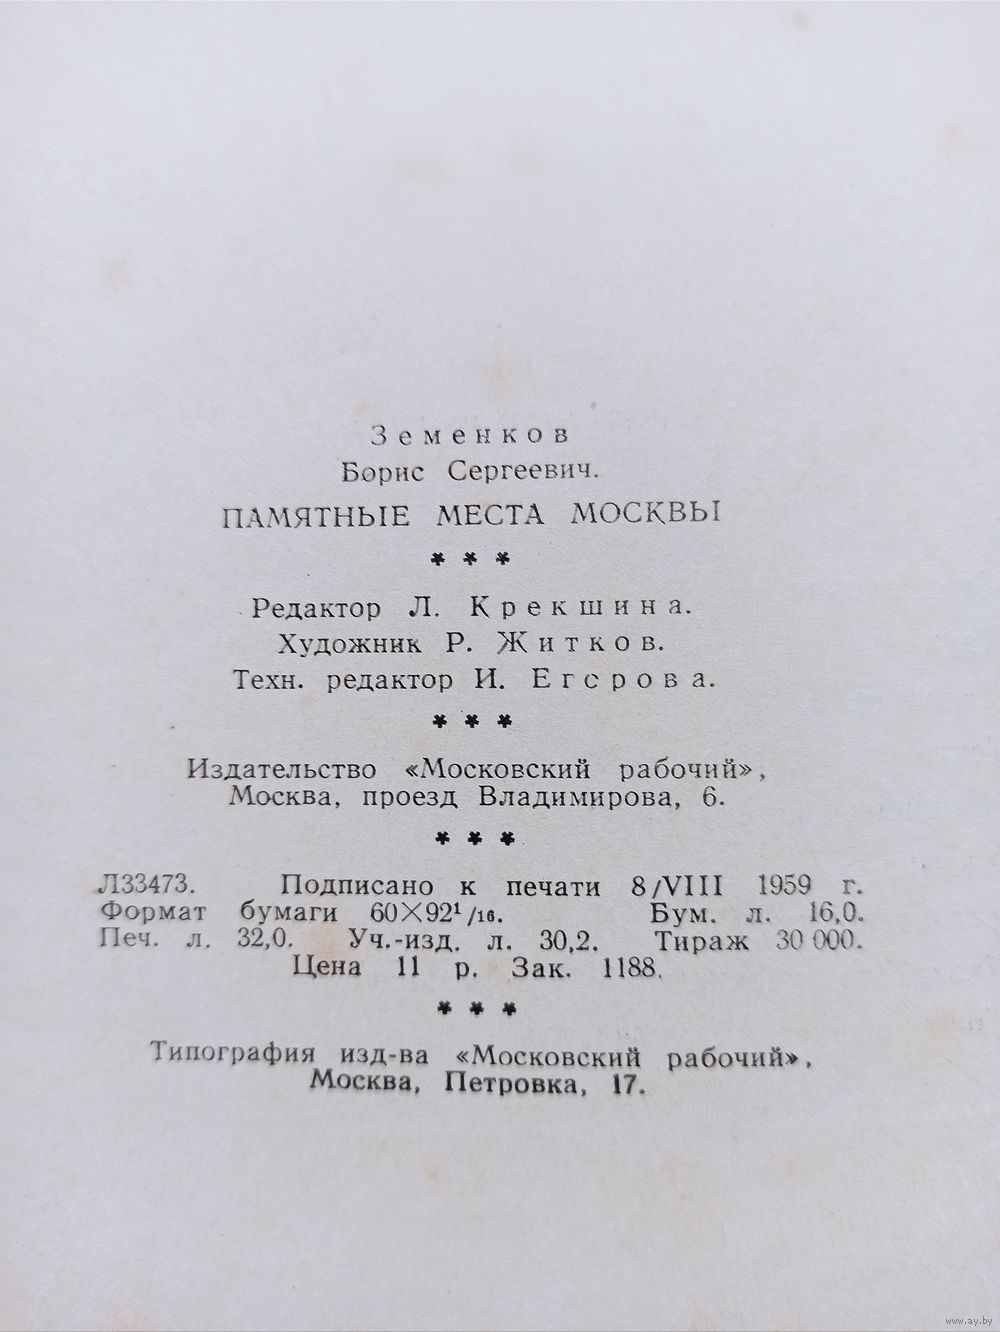 Земенков
Борис Сергеевич.
ПАМЯТНЫЕ МЕСТА МОСКВЫ
* * *
Редактор Л. Крекшина.
Художник Р. Житков.
Техн. редактор И. Егорова.
* * *
Издательство «Московский рабочий»,
Москва, проезд Владимирова, 6.
* * *
Л33473. Подписано к печати 8/VIII 1959 г.
Формат бумаги 60×92¹/₁₆. Бум. л. 16,0.
Печ. л. 32,0. Уч.-изд. л. 30,2. Тираж 30 000.
Цена 11 р. Зак. 1188.
* * *
Типография изд-ва «Московский рабочий»,
Москва, Петровка, 17.
www.ay.by